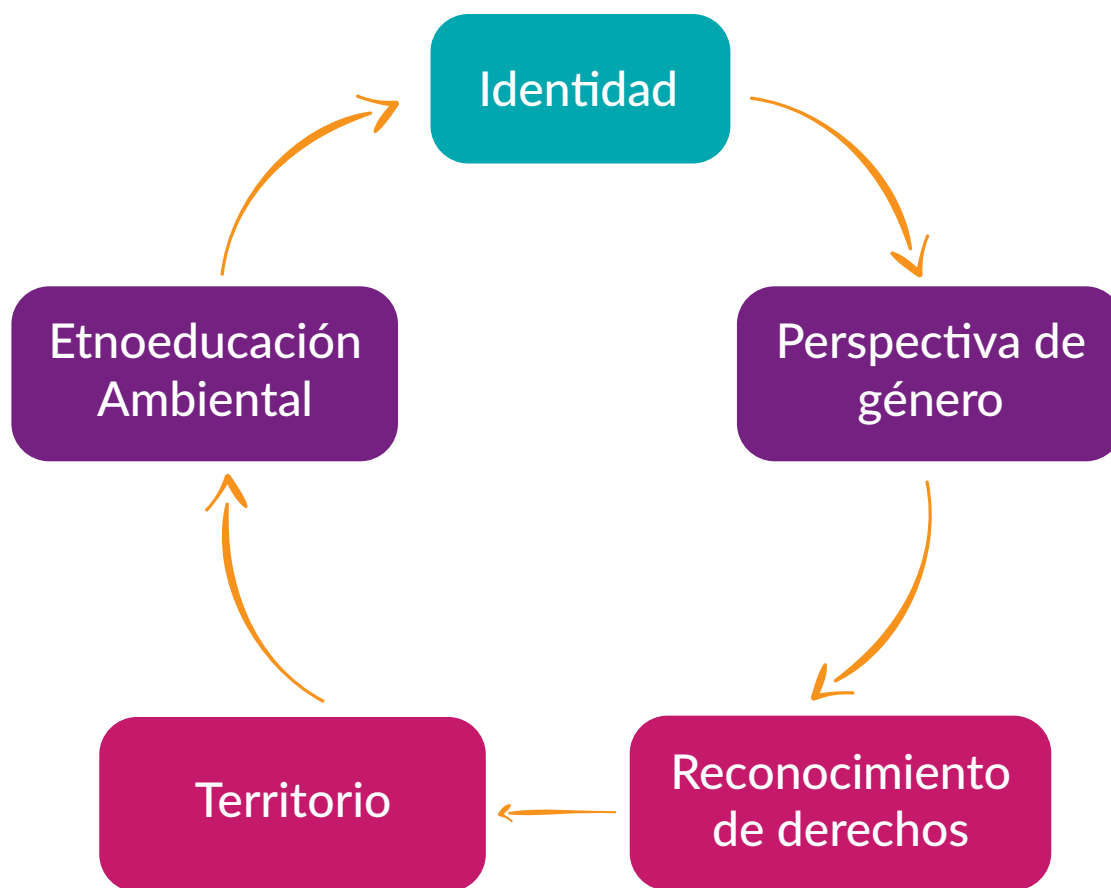 Identidad
Etnoeducación
Ambiental
Perspectiva de
género
Territorio
Reconocimiento
de derechos